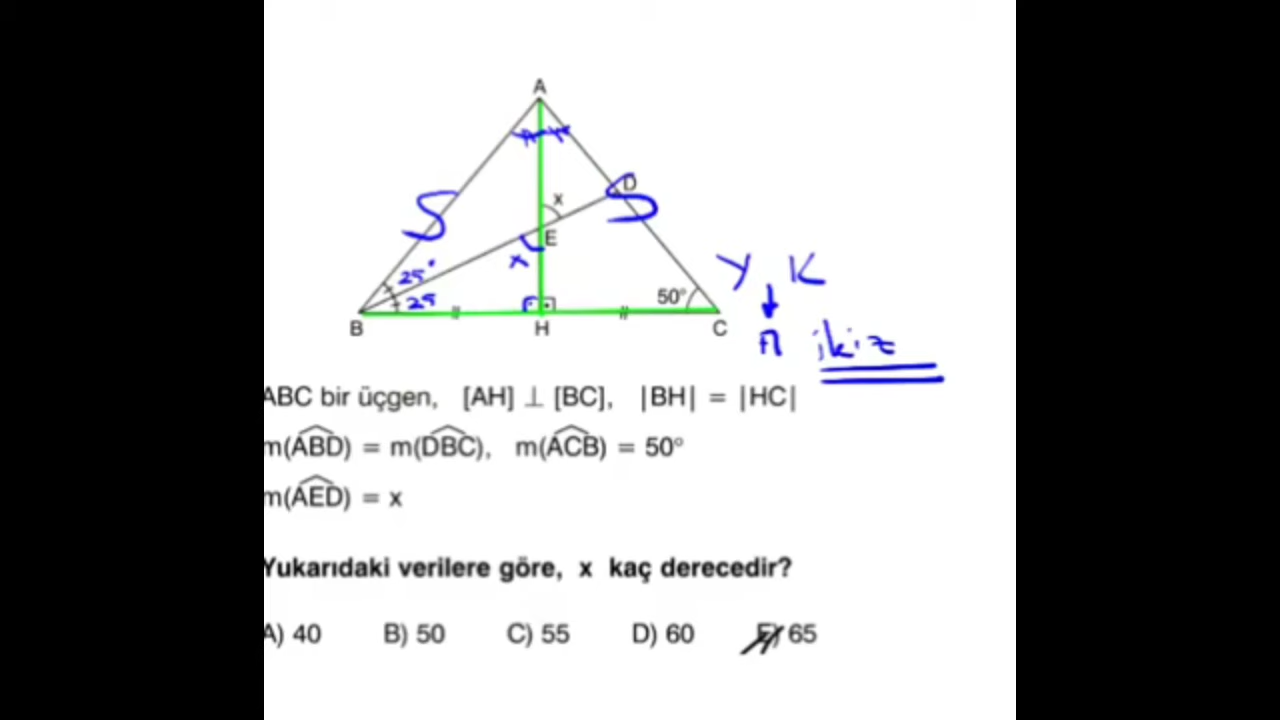 A
D
x
E
x
25°
25
50°
B
H
C
Y K
ikiz
ABC bir üçgen, [AH] ⊥ [BC], |BH| = |HC|
m(ABD) = m(DBC), m(ACB) = 50°
m(AED) = x
Yukarıdaki verilere göre, x kaç derecedir?
A) 40 B) 50 C) 55 D) 60 E) 65